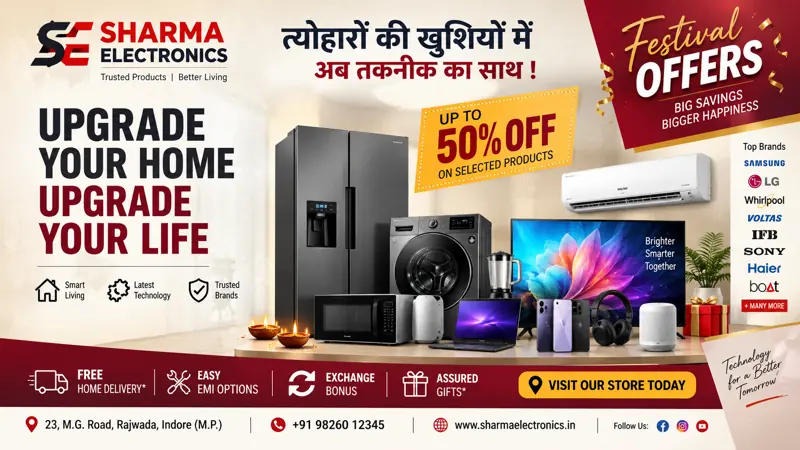 SE SHARMA
ELECTRONICS
Trusted Products | Better Living
त्योहारों की खुशियों में
अब तकनीक का साथ !
Festival
OFFERS
BIG SAVINGS
BIGGER HAPPINESS
UPGRADE
YOUR HOME
UPGRADE
YOUR LIFE
UP TO
50% OFF
ON SELECTED PRODUCTS
Smart
Living
Latest
Technology
Trusted
Brands
Brighter
Smarter
Together
Top Brands
SAMSUNG
LG
Whirlpool
VOLTAS
IFB
SONY
Haier
boAt
+ MANY MORE
FREE
HOME DELIVERY*
EASY
EMI OPTIONS
EXCHANGE
BONUS
ASSURED
GIFTS*
VISIT OUR STORE TODAY
Technology
for a Better
Tomorrow
23, M.G. Road, Rajwada, Indore (M.P.)
+91 98260 12345
www.sharmaelectronics.in
Follow Us: